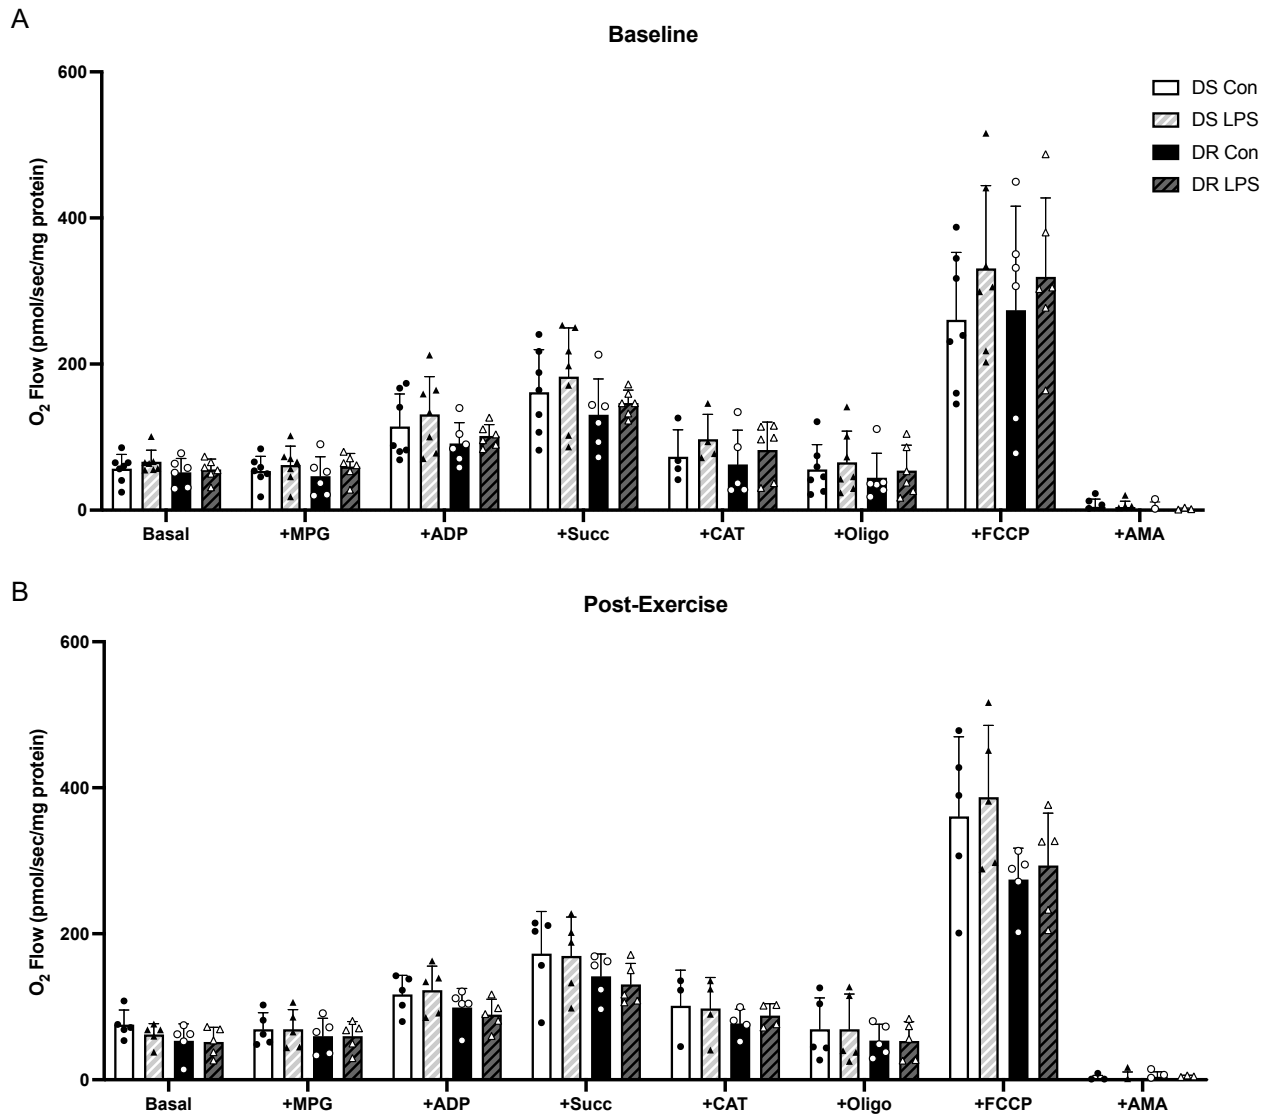 A
Baseline
600
400
200
0
O₂ Flow (pmol/sec/mg protein)
DS Con
DS LPS
DR Con
DR LPS
Basal +MPG +ADP +Succ +CAT +Oligo +FCCP +AMA
B
Post-Exercise
600
400
200
0
O₂ Flow (pmol/sec/mg protein)
Basal +MPG +ADP +Succ +CAT +Oligo +FCCP +AMA